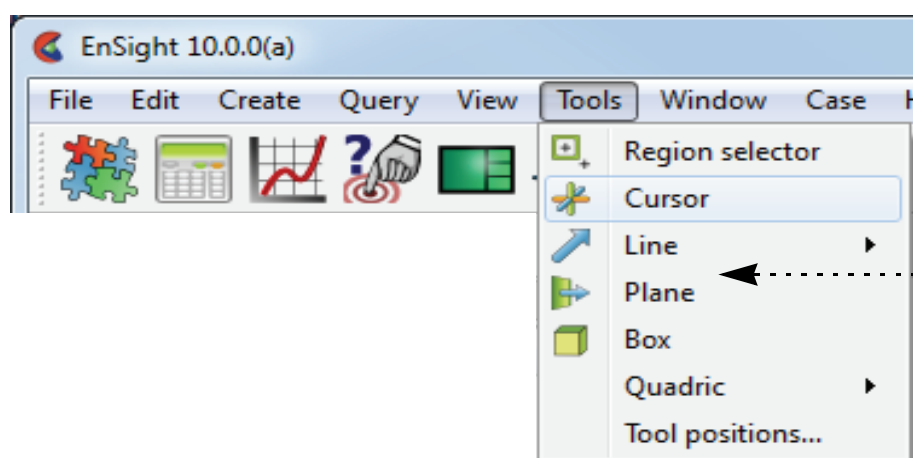 EnSight 10.0.0(a)
File Edit Create Query View Tools Window Case
Region selector
Cursor
Line
Plane
Box
Quadric
Tool positions...